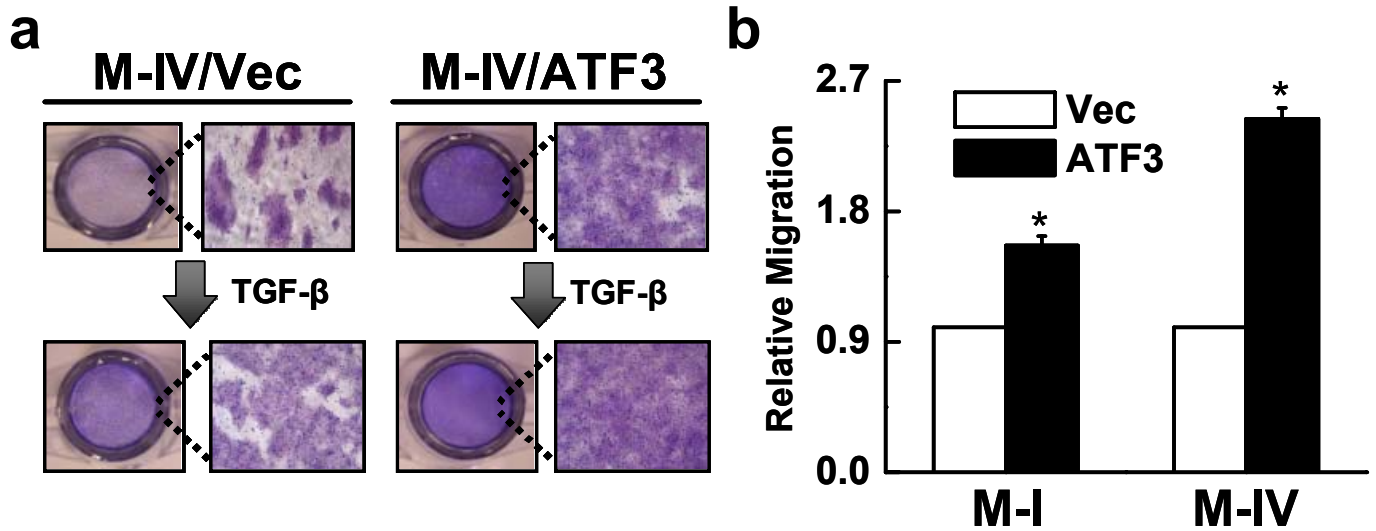 a
M-IV/Vec
M-IV/ATF3
TGF-β
TGF-β
b
Relative Migration
2.7
1.8
0.9
0.0
Vec
ATF3
*
*
M-I
M-IV